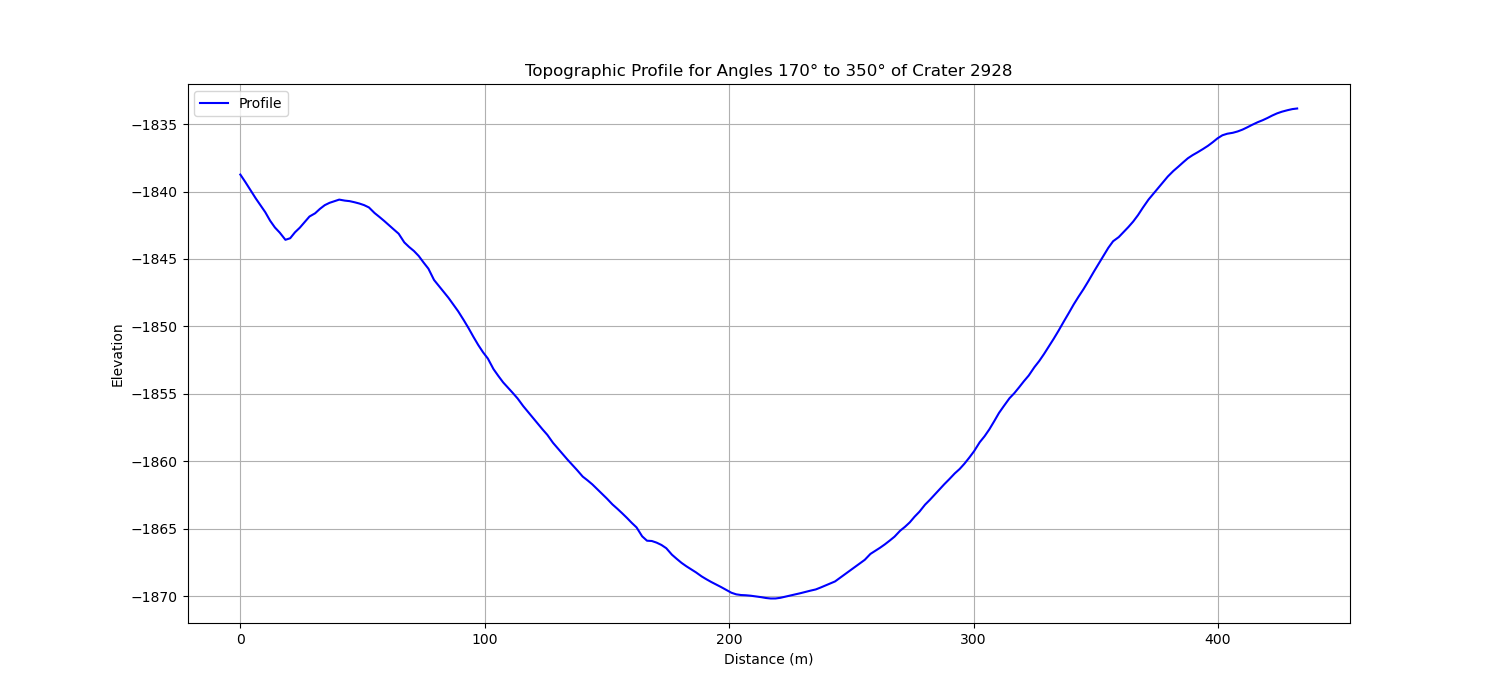 Topographic Profile for Angles 170° to 350° of Crater 2928
Profile
−1835
−1840
−1845
−1850
−1855
−1860
−1865
−1870
Elevation
0 100 200 300 400
Distance (m)